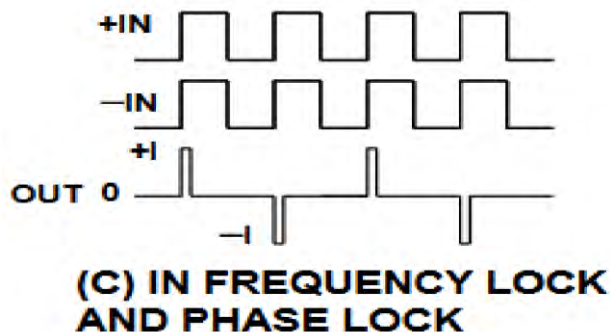 +IN
−IN
+I
OUT 0
−I
(C) IN FREQUENCY LOCK
AND PHASE LOCK